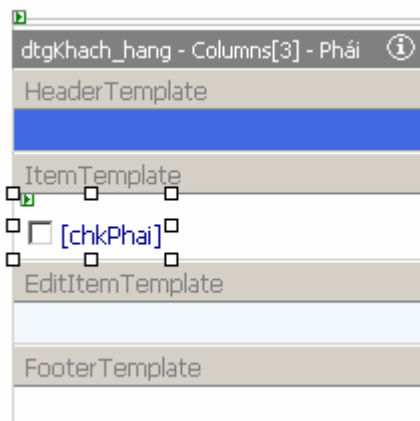 dtgKhach_hang - Columns[3] - Phái
HeaderTemplate
ItemTemplate
[chkPhai]
EditItemTemplate
FooterTemplate